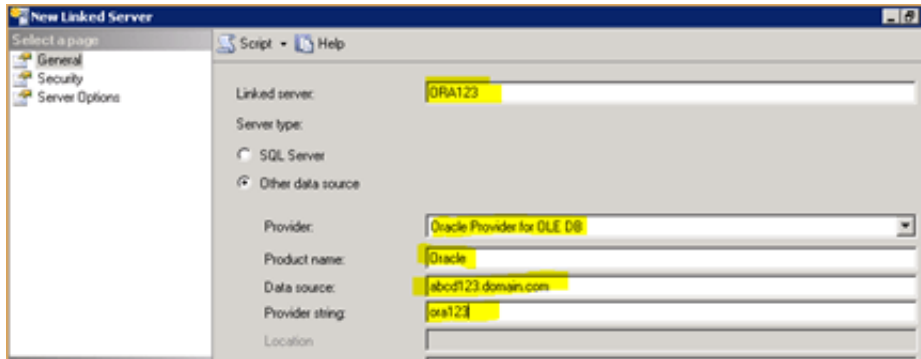 New Linked Server
Select a page
General
Security
Server Options
Script Help
Linked server: ORA123
Server type:
SQL Server
Other data source
Provider: Oracle Provider for OLE DB
Product name: Oracle
Data source: abcd123.domain.com
Provider string: ora123
Location